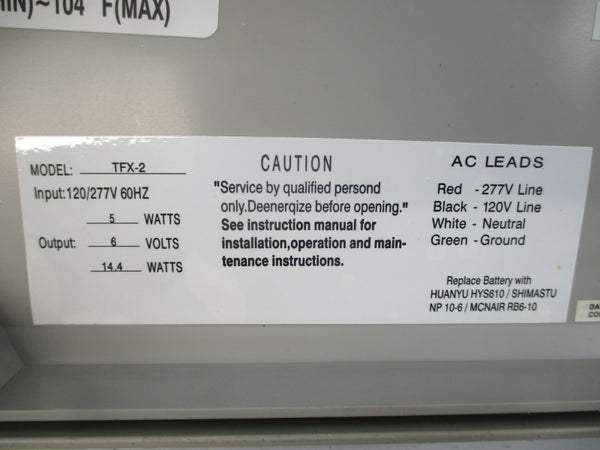 ~104 F(MAX)
MODEL: TFX-2
Input:120/277V 60HZ
5 WATTS
Output: 6 VOLTS
14.4 WATTS
CAUTION
"Service by qualified persond
only.Deenerqize before opening."
See instruction manual for
installation,operation and main-
tenance instructions.
AC LEADS
Red - 277V Line
Black - 120V Line
White - Neutral
Green - Ground
Replace Battery with
HUANYU HYS610 / SHIMASTU
NP 10-6 / MCNAIR RB6-10